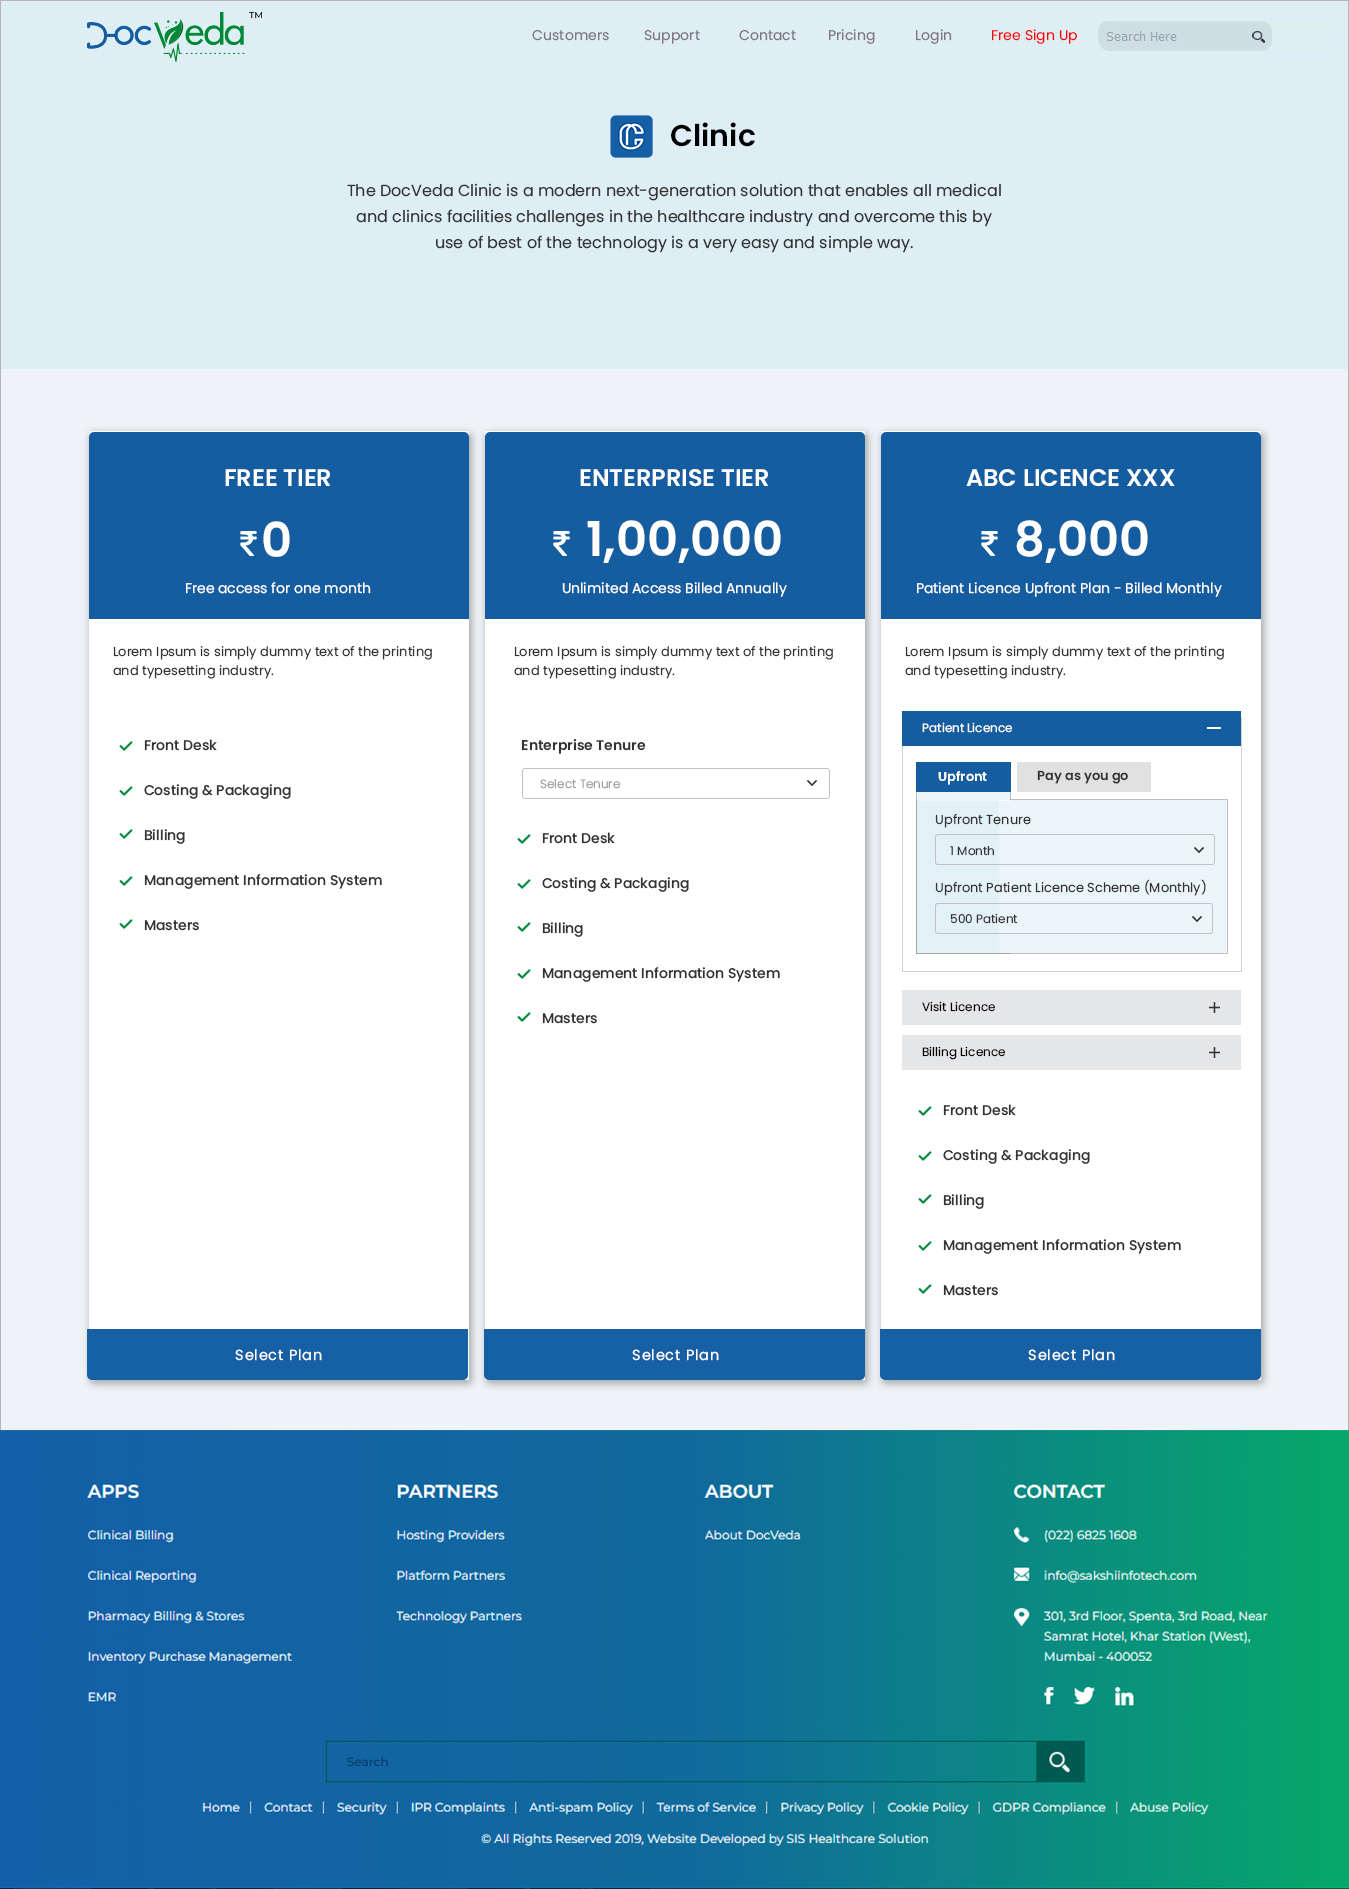 DocVeda TM
Customers Support Contact Pricing Login Free Sign Up Search Here
Clinic
The DocVeda Clinic is a modern next-generation solution that enables all medical
and clinics facilities challenges in the healthcare industry and overcome this by
use of best of the technology is a very easy and simple way.
FREE TIER
₹0
Free access for one month
Lorem Ipsum is simply dummy text of the printing
and typesetting industry.
Front Desk
Costing & Packaging
Billing
Management Information System
Masters
Select Plan
ENTERPRISE TIER
₹ 1,00,000
Unlimited Access Billed Annually
Lorem Ipsum is simply dummy text of the printing
and typesetting industry.
Enterprise Tenure
Select Tenure
Front Desk
Costing & Packaging
Billing
Management Information System
Masters
Select Plan
ABC LICENCE XXX
₹ 8,000
Patient Licence Upfront Plan - Billed Monthly
Lorem Ipsum is simply dummy text of the printing
and typesetting industry.
Patient Licence
Upfront Pay as you go
Upfront Tenure
1 Month
Upfront Patient Licence Scheme (Monthly)
500 Patient
Visit Licence
Billing Licence
Front Desk
Costing & Packaging
Billing
Management Information System
Masters
Select Plan
APPS
Clinical Billing
Clinical Reporting
Pharmacy Billing & Stores
Inventory Purchase Management
EMR
PARTNERS
Hosting Providers
Platform Partners
Technology Partners
ABOUT
About DocVeda
CONTACT
(022) 6825 1608
info@sakshiinfotech.com
301, 3rd Floor, Spenta, 3rd Road, Near
Samrat Hotel, Khar Station (West),
Mumbai - 400052
Search
Home | Contact | Security | IPR Complaints | Anti-spam Policy | Terms of Service | Privacy Policy | Cookie Policy | GDPR Compliance | Abuse Policy
© All Rights Reserved 2019, Website Developed by SIS Healthcare Solution